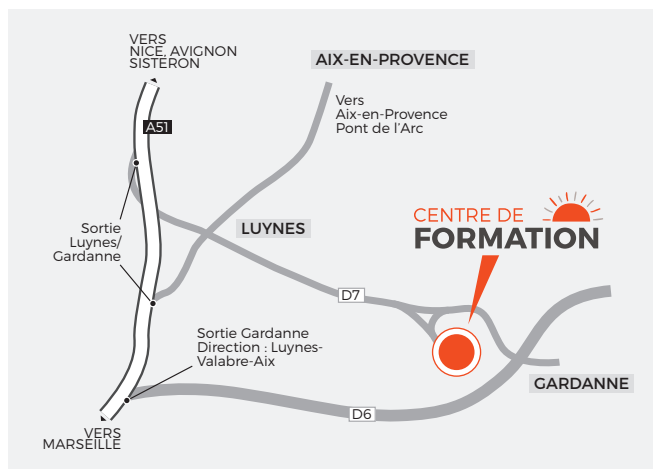 VERS
NICE, AVIGNON
SISTERON
AIX-EN-PROVENCE
Vers
Aix-en-Provence
Pont de l'Arc
A51
CENTRE DE
FORMATION
Sortie
Luynes/
Gardanne
LUYNES
D7
Sortie Gardanne
Direction : Luynes-
Valabre-Aix
GARDANNE
D6
VERS
MARSEILLE